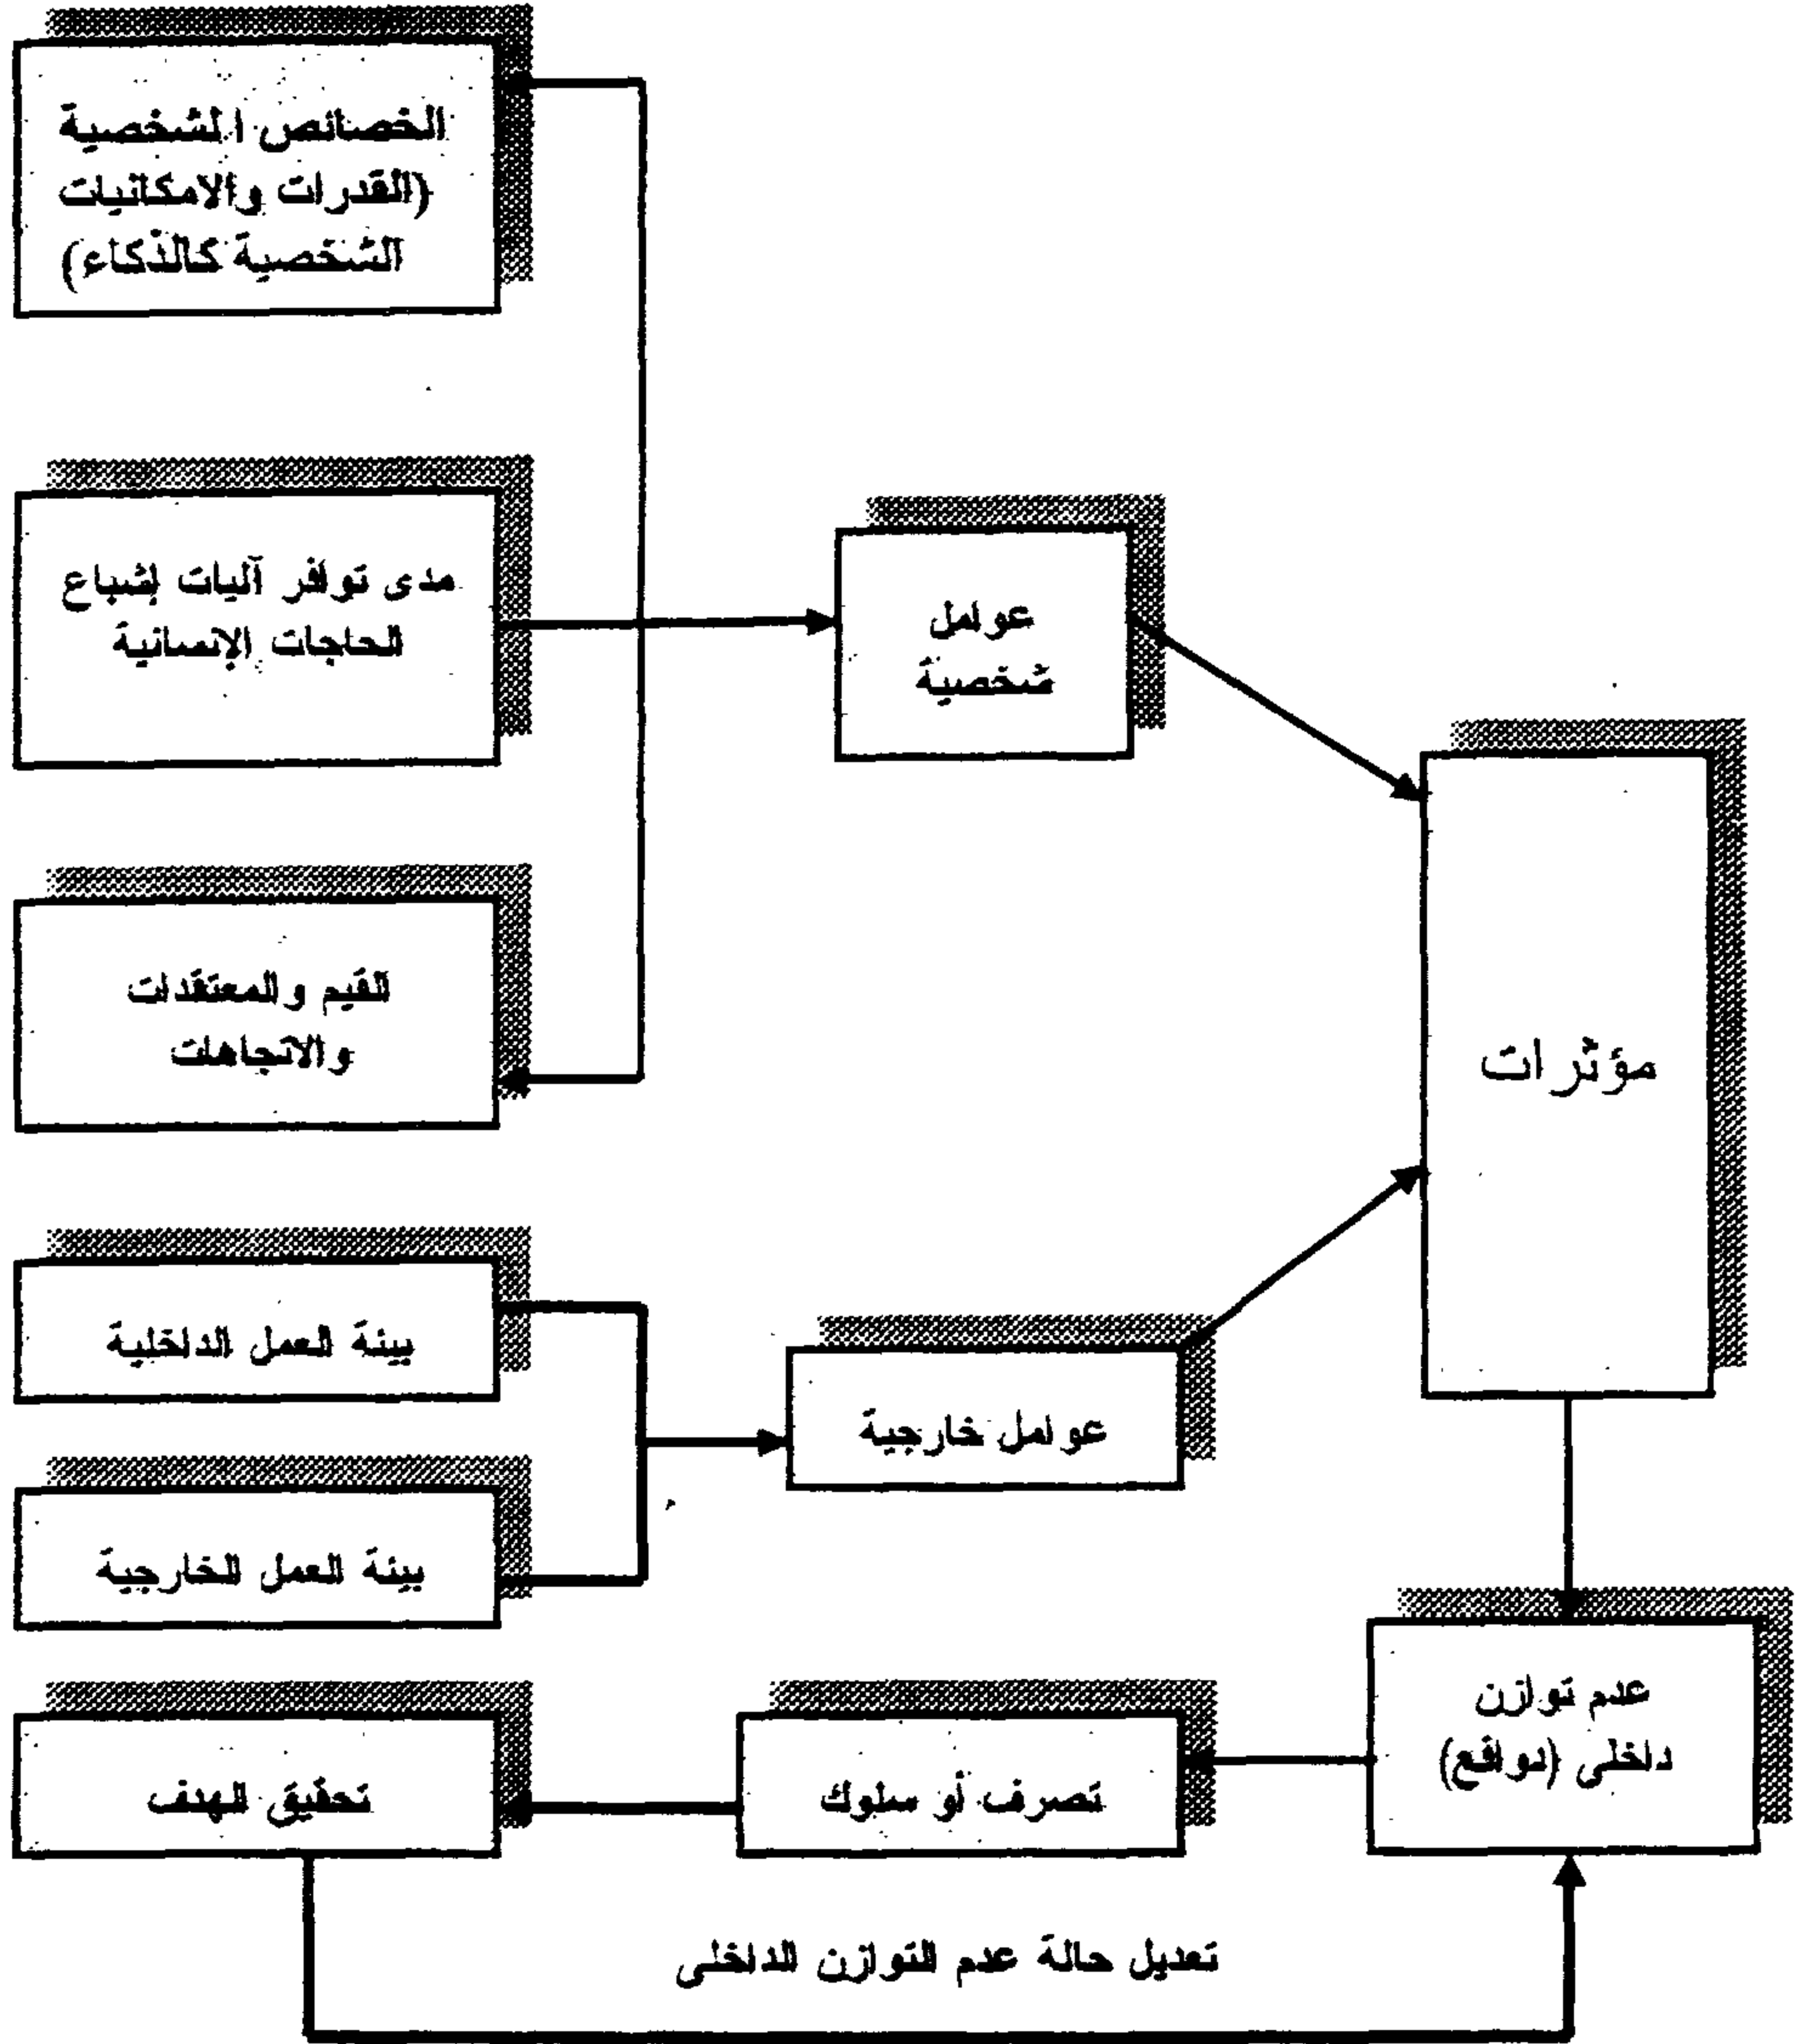 الخصائص الشخصية
(القدرات والامكانيات
الشخصية كالذكاء)
مدى توافر آليات إشباع
الحاجات الإنسانية
عوامل
شخصية
القيم والمعتقدات
والاتجاهات
مؤثرات
بيئة العمل الداخلية
عوامل خارجية
بيئة العمل الخارجية
عدم توازن
داخلى (دوافع)
تصرف أو سلوك
تحقيق الهدف
تعديل حالة عدم التوازن الداخلى